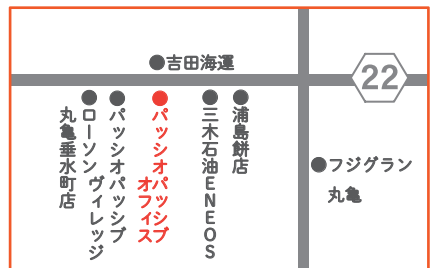 吉田海運
22
浦島餅店
三木石油ENEOS
パッシオパッシブ
オフィス
パッシオパッシブ
ローソンヴィレッジ
丸亀垂水町店
フジグラン
丸亀